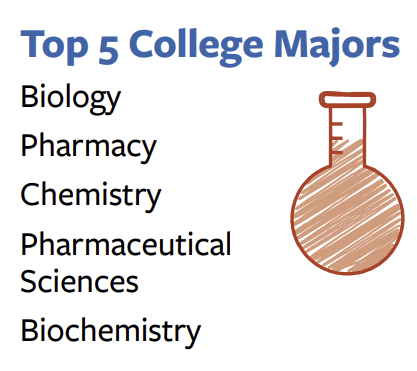 Top 5 College Majors
Biology
Pharmacy
Chemistry
Pharmaceutical
Sciences
Biochemistry